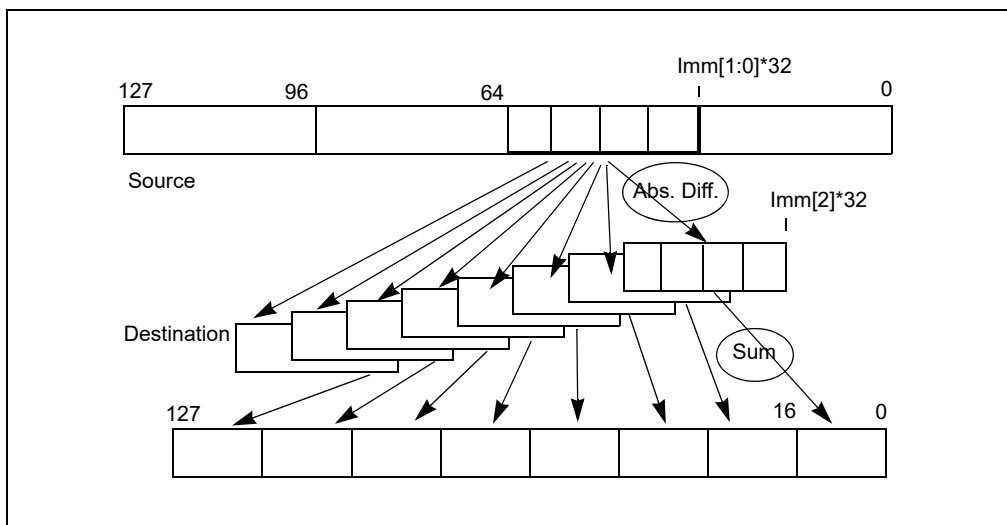 Imm[1:0]*32
127
96
64
0
Source
Abs. Diff.
Imm[2]*32
Destination
Sum
127
16
0